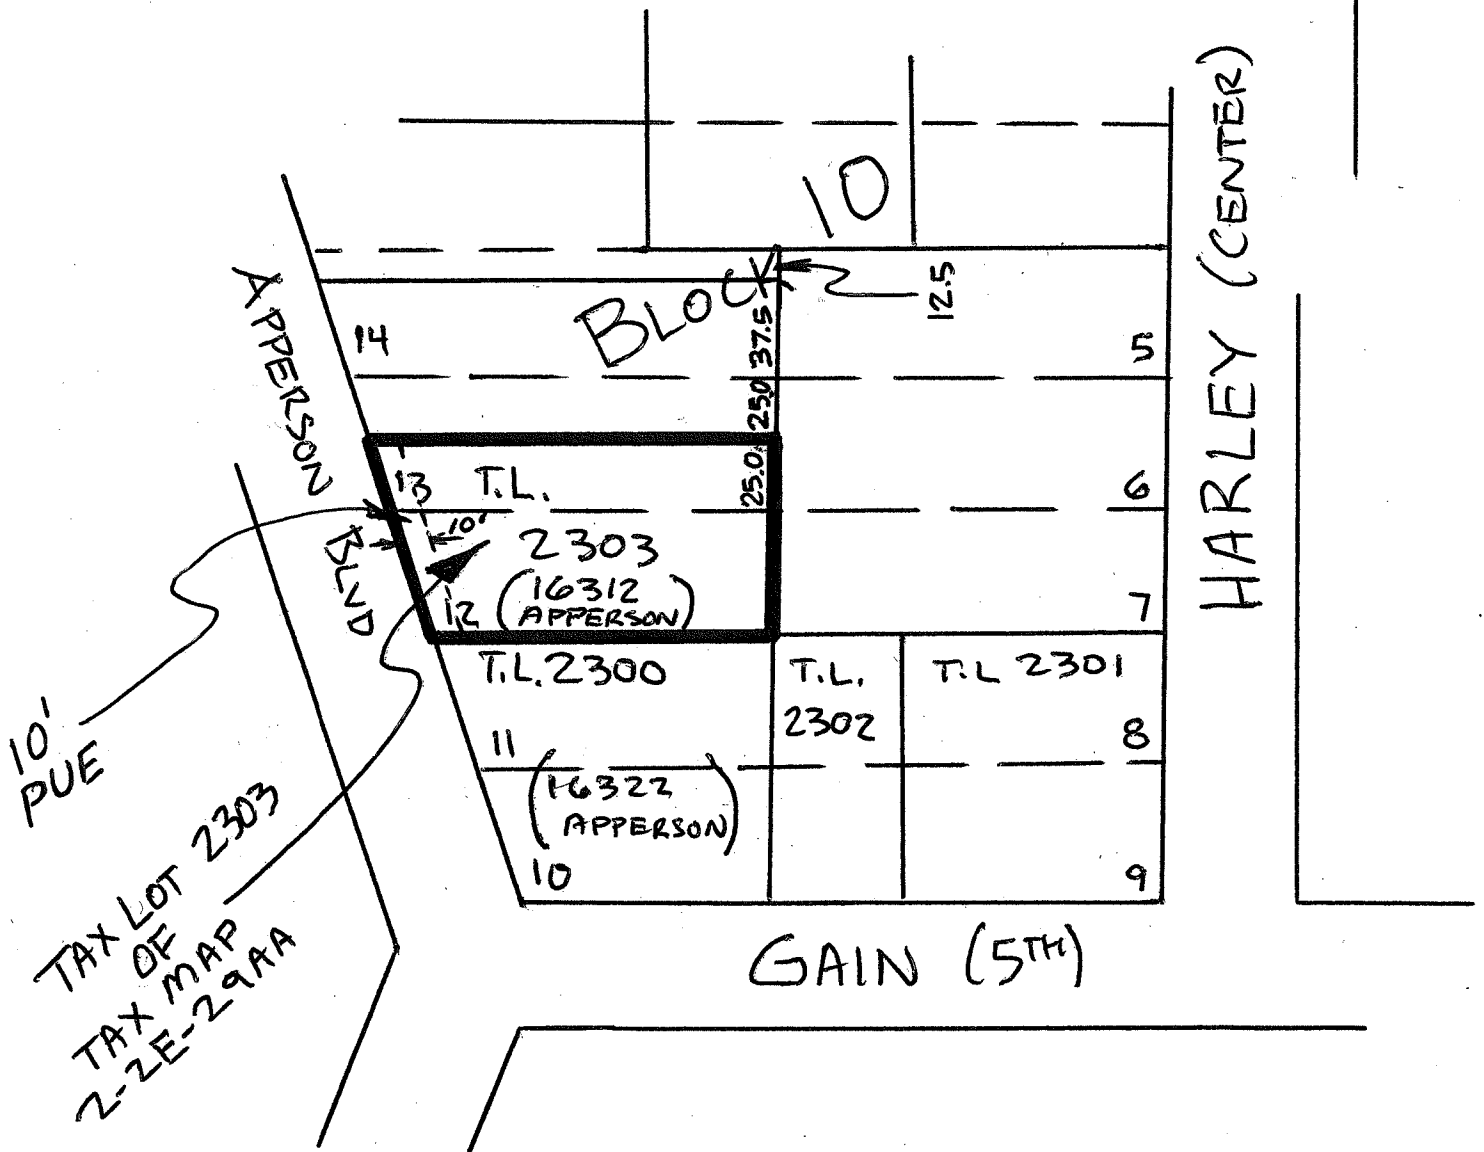 10
BLOCK
12.5
37.5
25.0
25.0
14
5
6
7
8
9
APPERSON
BLVD
HARLEY (CENTER)
13
T.L.
2303
(16312
APPERSON)
10'
12
T.L. 2300
11
(16322
APPERSON)
10
T.L.
2302
T.L 2301
10'
PUE
TAX LOT 2303
OF
TAX MAP
2-2E-29AA
GAIN (5TH)